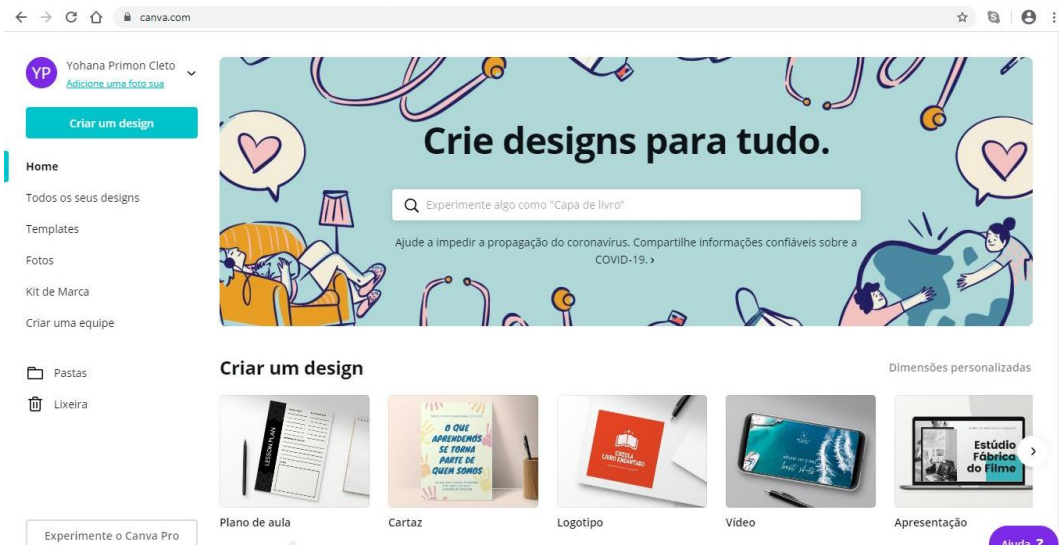 canva.com
YP
Yohana Primon Cleto
Adicione uma foto sua
Criar um design
Home
Todos os seus designs
Templates
Fotos
Kit de Marca
Criar uma equipe
Pastas
Lixeira
Experimente o Canva Pro
Crie designs para tudo.
Experimente algo como "Capa de livro"
Ajude a impedir a propagação do coronavírus. Compartilhe informações confiáveis sobre a
COVID-19. ›
Criar um design
Dimensões personalizadas
LESSON PLAN
O QUE
APRENDEMOS
SE TORNA
PARTE DE
QUEM SOMOS
ESCOLA
LIVRO ENCANTADO
best shots
Estúdio
Fábrica
do Filme
Plano de aula
Cartaz
Logotipo
Vídeo
Apresentação
Ajuda ?